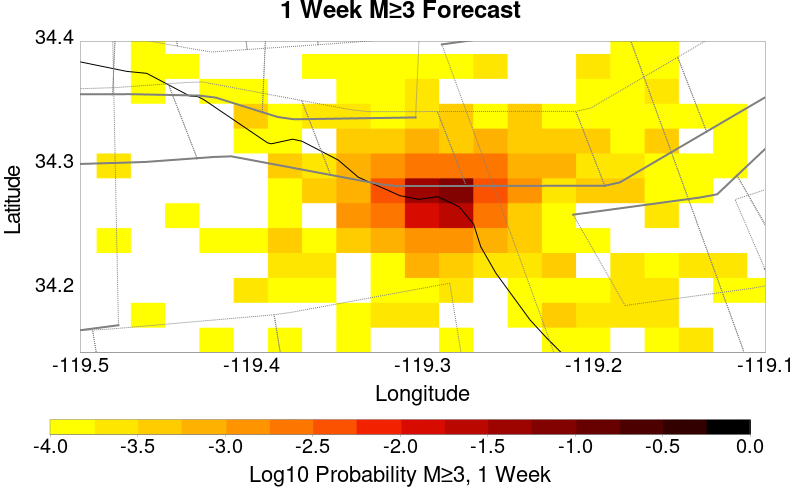 1 Week M≥3 Forecast
34.4
34.3
34.2
Latitude
-119.5 -119.4 -119.3 -119.2 -119.1
Longitude
-4.0 -3.5 -3.0 -2.5 -2.0 -1.5 -1.0 -0.5 0.0
Log10 Probability M≥3, 1 Week